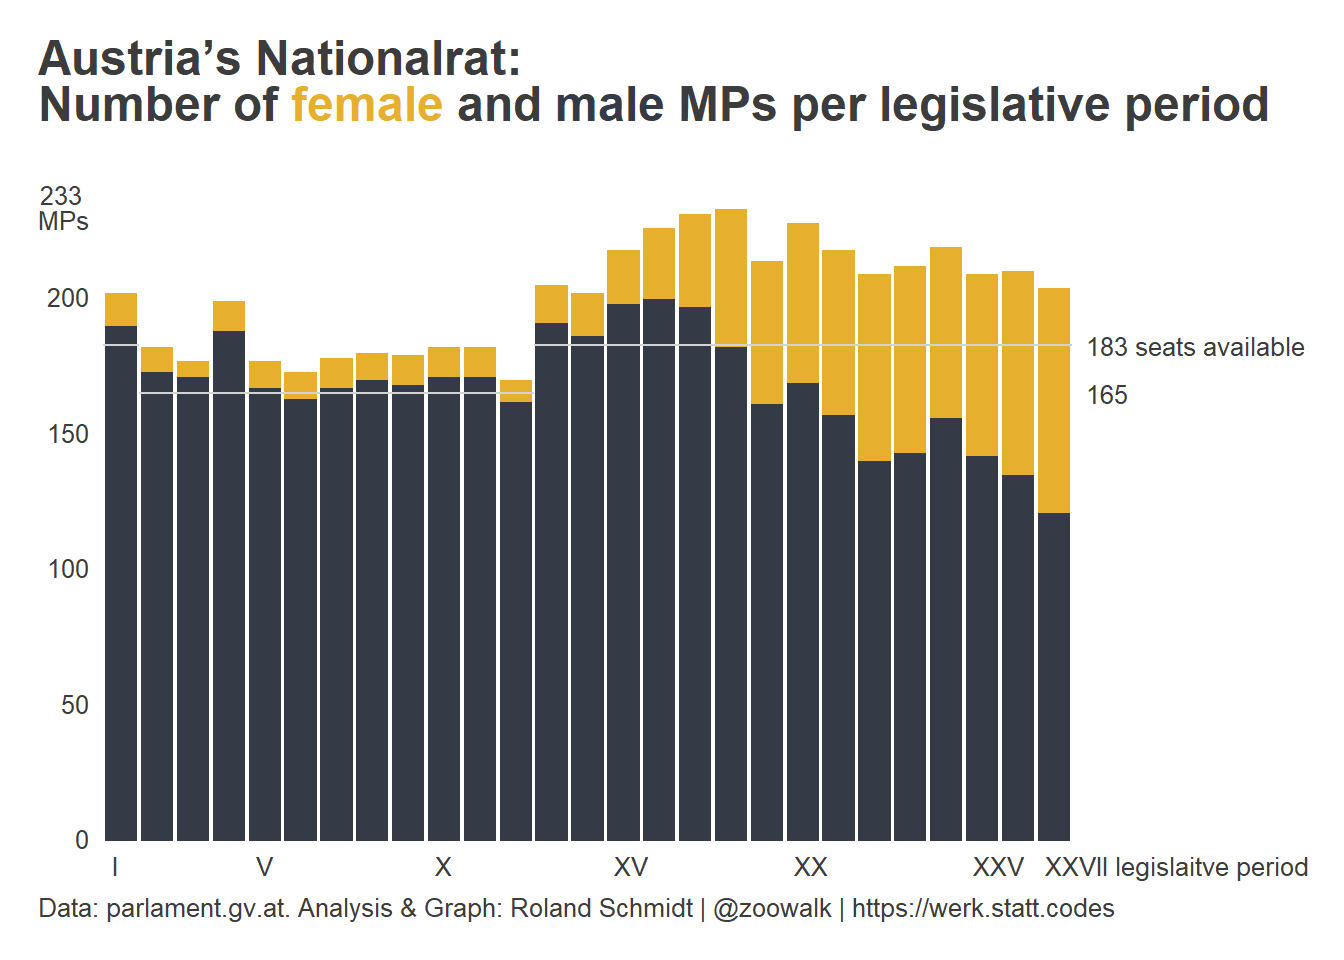 Austria’s Nationalrat:
Number of female and male MPs per legislative period
233
MPs
200
183 seats available
165
150
100
50
0
I V X XV XX XXV XXVII legislaitve period
Data: parlament.gv.at. Analysis & Graph: Roland Schmidt | @zoowalk | https://werk.statt.codes